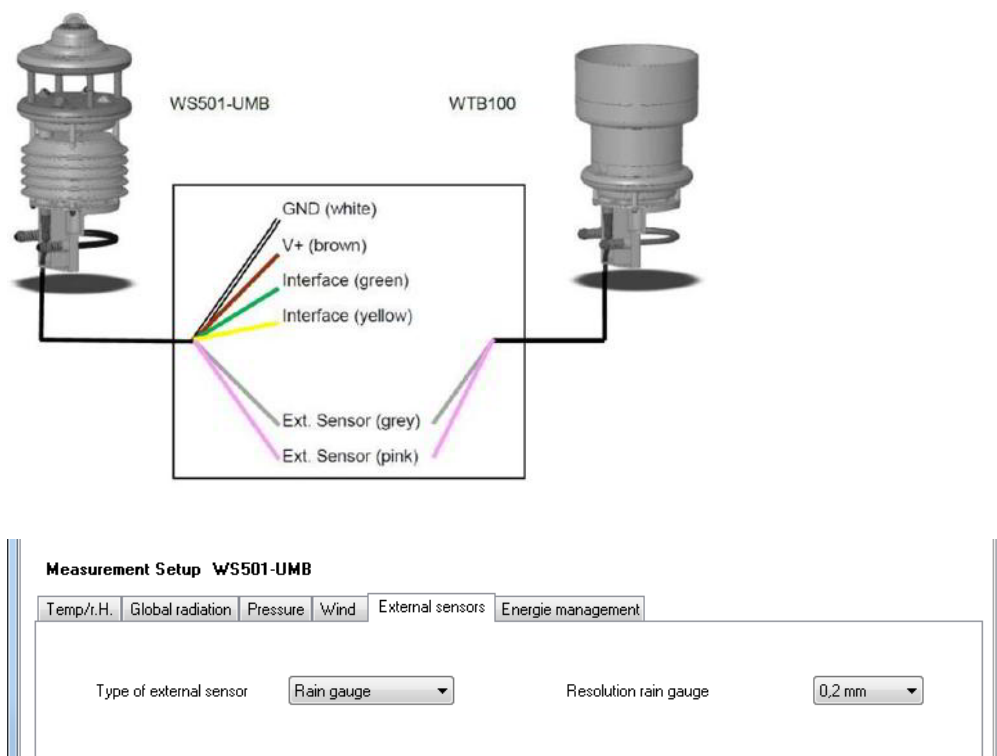 WS501-UMB
WTB100
GND (white)
V+ (brown)
Interface (green)
Interface (yellow)
Ext. Sensor (grey)
Ext. Sensor (pink)
Measurement Setup WS501-UMB
Temp/r.H. Global radiation Pressure Wind External sensors Energie management
Type of external sensor Rain gauge Resolution rain gauge 0,2 mm